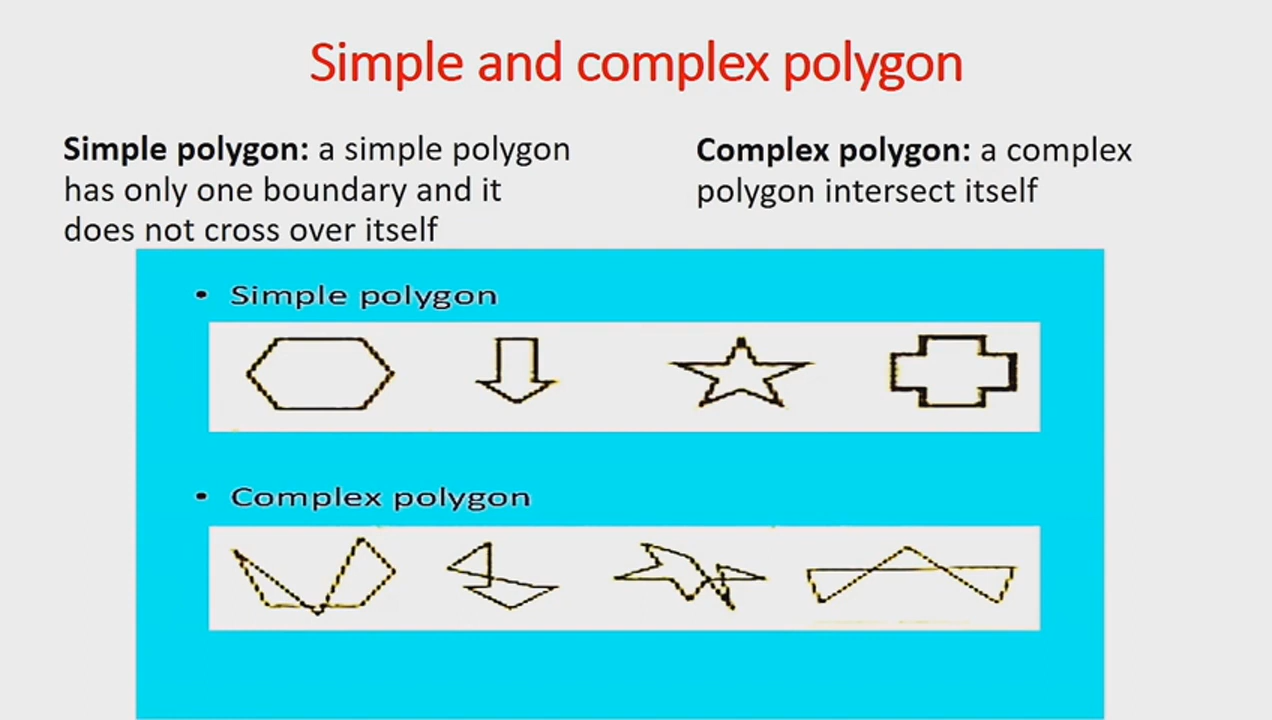 Simple and complex polygon
Simple polygon: a simple polygon
has only one boundary and it
does not cross over itself
Complex polygon: a complex
polygon intersect itself
• Simple polygon
• Complex polygon